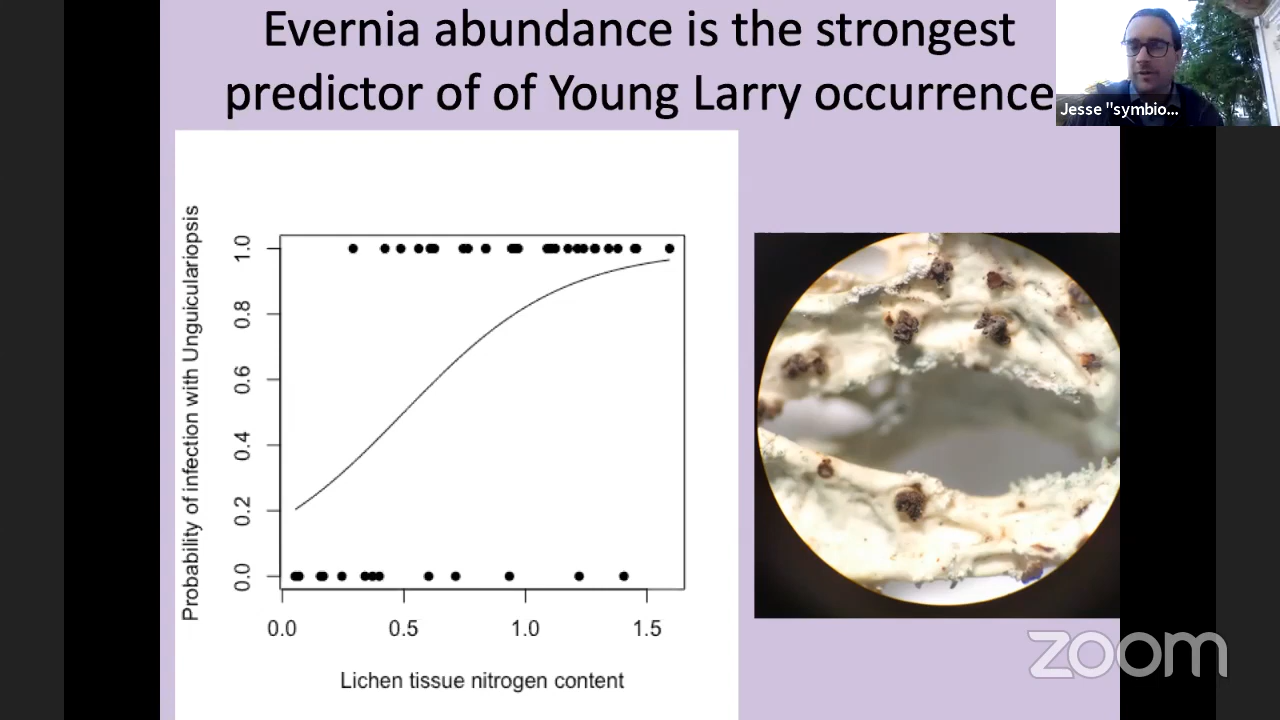 Evernia abundance is the strongest
predictor of of Young Larry occurrence
Jesse "symbio...
Probability of infection with Unguiculariopsis
1.0
0.8
0.6
0.4
0.2
0.0
0.0 0.5 1.0 1.5
Lichen tissue nitrogen content
zoom